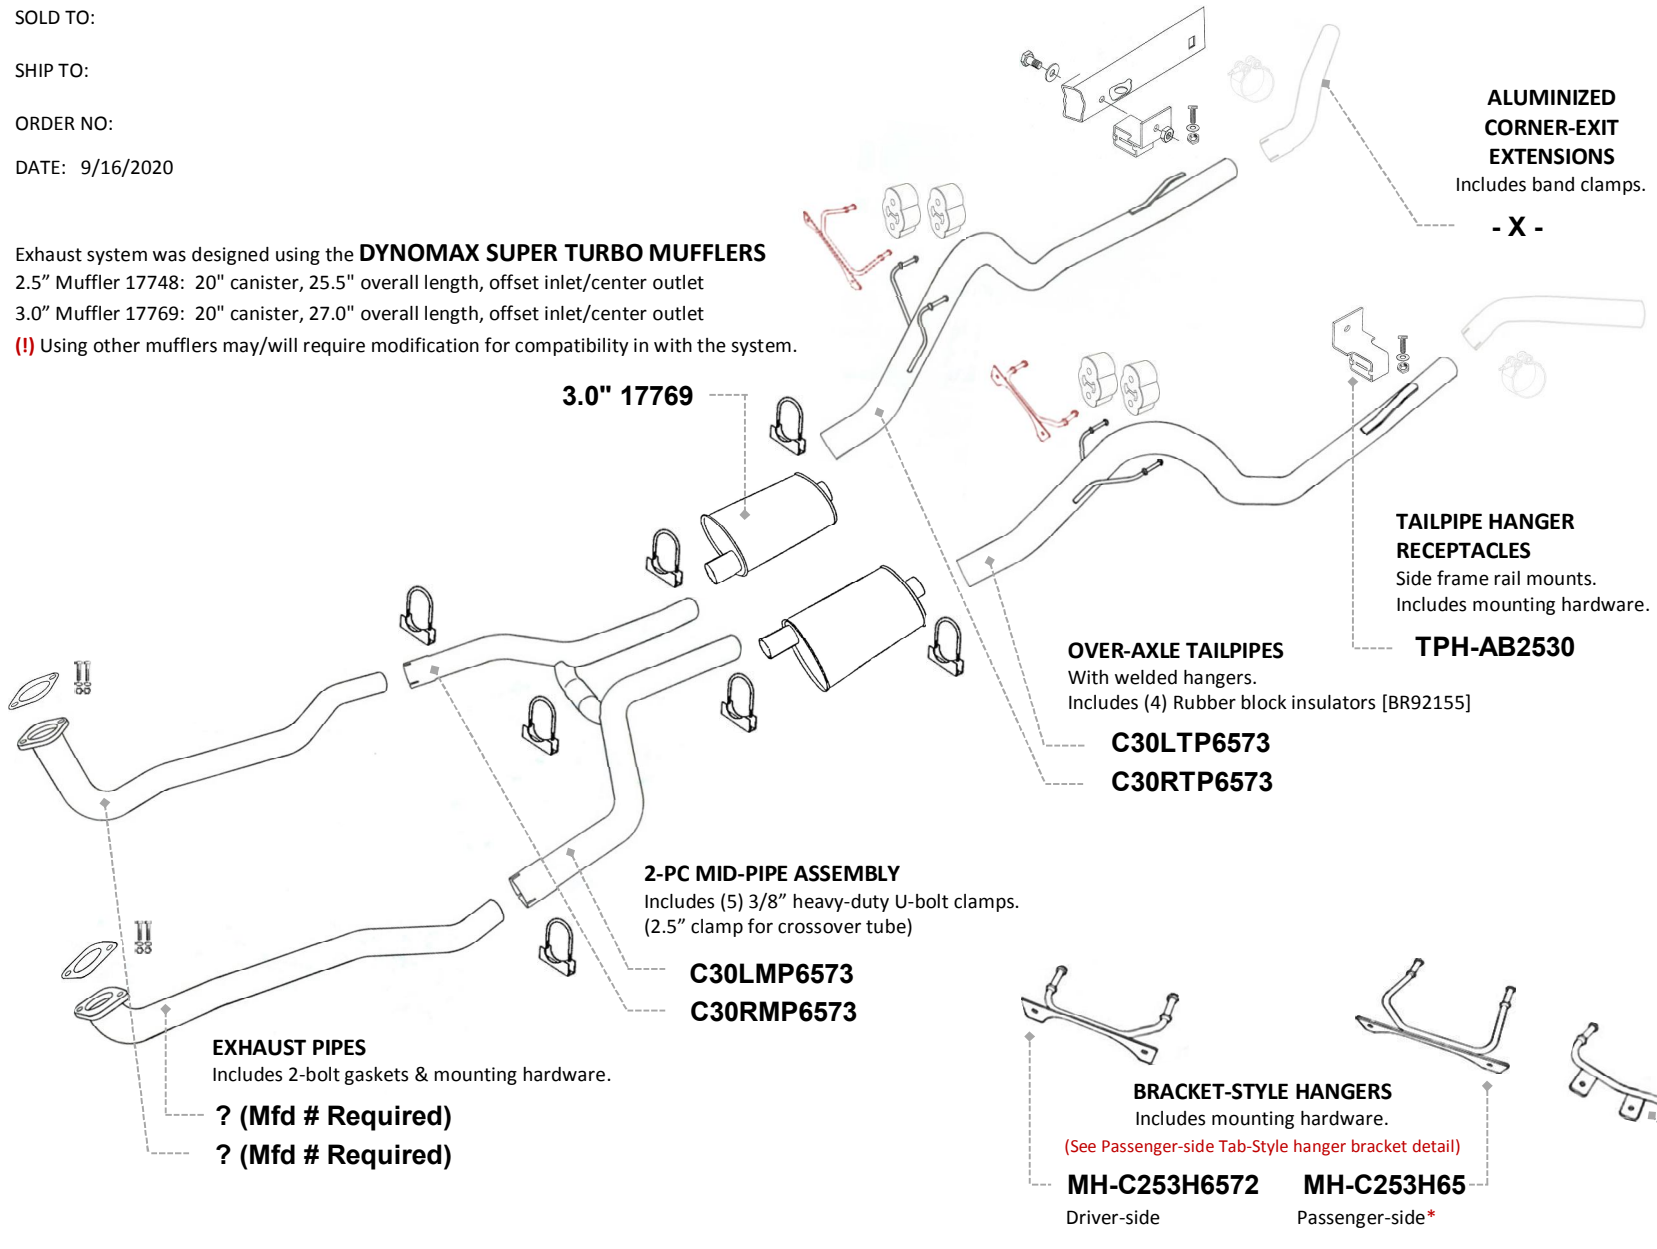 SOLD TO:
SHIP TO:
ORDER NO:
DATE: 9/16/2020
Exhaust system was designed using the DYNOMAX SUPER TURBO MUFFLERS
2.5” Muffler 17748: 20" canister, 25.5" overall length, offset inlet/center outlet
3.0” Muffler 17769: 20" canister, 27.0" overall length, offset inlet/center outlet
(!) Using other mufflers may/will require modification for compatibility in with the system.
3.0" 17769
ALUMINIZED
CORNER-EXIT
EXTENSIONS
Includes band clamps.
- X -
TAILPIPE HANGER
RECEPTACLES
Side frame rail mounts.
Includes mounting hardware.
TPH-AB2530
OVER-AXLE TAILPIPES
With welded hangers.
Includes (4) Rubber block insulators [BR92155]
C30LTP6573
C30RTP6573
2-PC MID-PIPE ASSEMBLY
Includes (5) 3/8” heavy-duty U-bolt clamps.
(2.5” clamp for crossover tube)
C30LMP6573
C30RMP6573
EXHAUST PIPES
Includes 2-bolt gaskets & mounting hardware.
? (Mfd # Required)
? (Mfd # Required)
BRACKET-STYLE HANGERS
Includes mounting hardware.
(See Passenger-side Tab-Style hanger bracket detail)
MH-C253H6572 MH-C253H65
Driver-side Passenger-side*